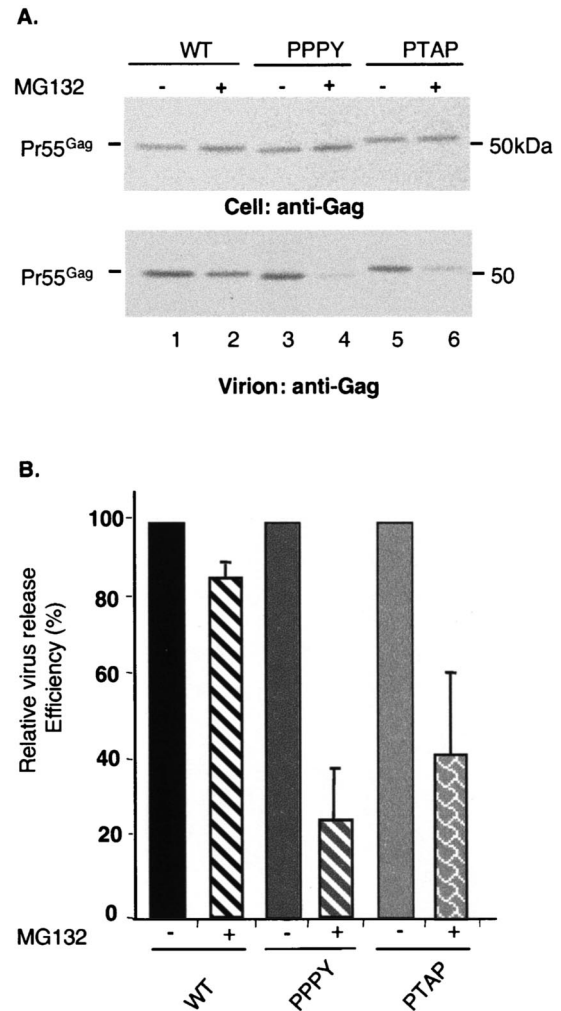 A.
WT PPPY PTAP
MG132 - + - + - +
Pr55Gag 50kDa
Cell: anti-Gag
Pr55Gag 50
1 2 3 4 5 6
Virion: anti-Gag
B.
Relative virus release
Efficiency (%)
100
80
60
40
20
0
MG132 - + - + - +
WT PPPY PTAP